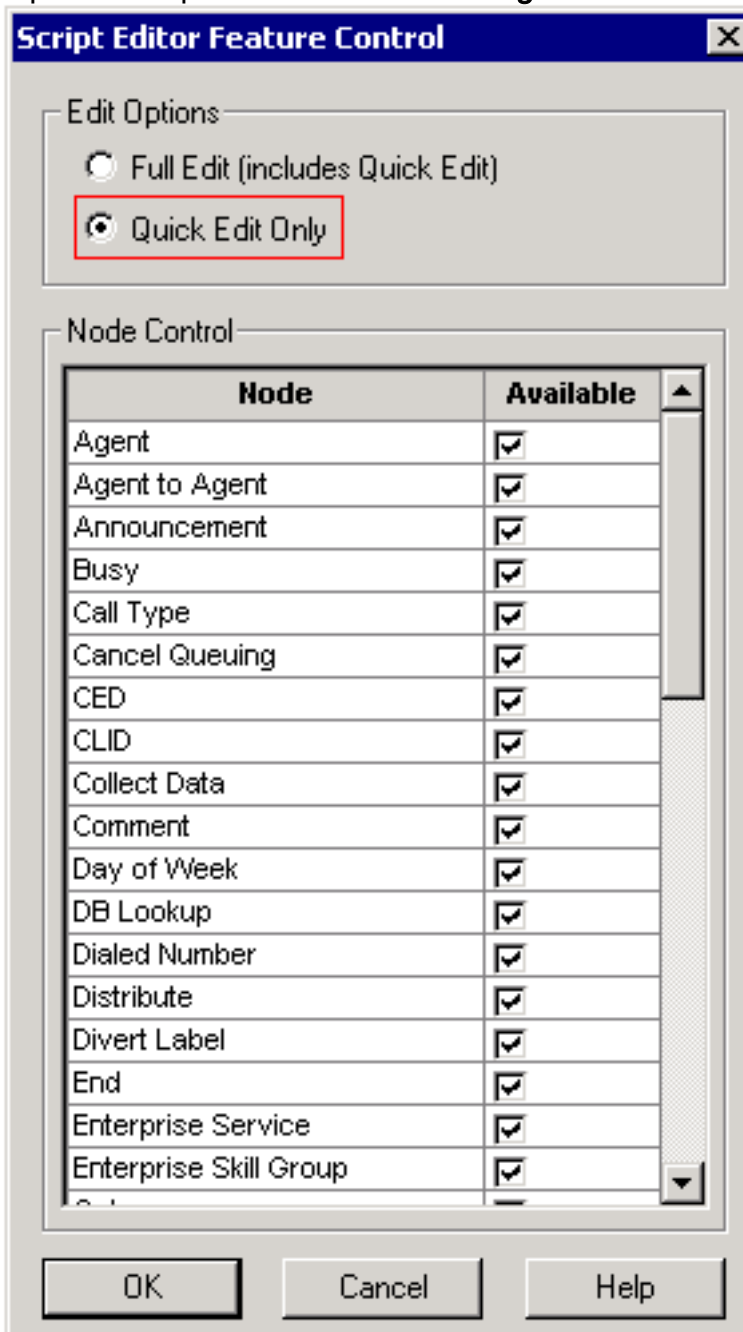 Script Editor Feature Control
Edit Options
Full Edit (includes Quick Edit)
Quick Edit Only
Node Control
Node Available
Agent
Agent to Agent
Announcement
Busy
Call Type
Cancel Queuing
CED
CLID
Collect Data
Comment
Day of Week
DB Lookup
Dialed Number
Distribute
Divert Label
End
Enterprise Service
Enterprise Skill Group
OK Cancel Help